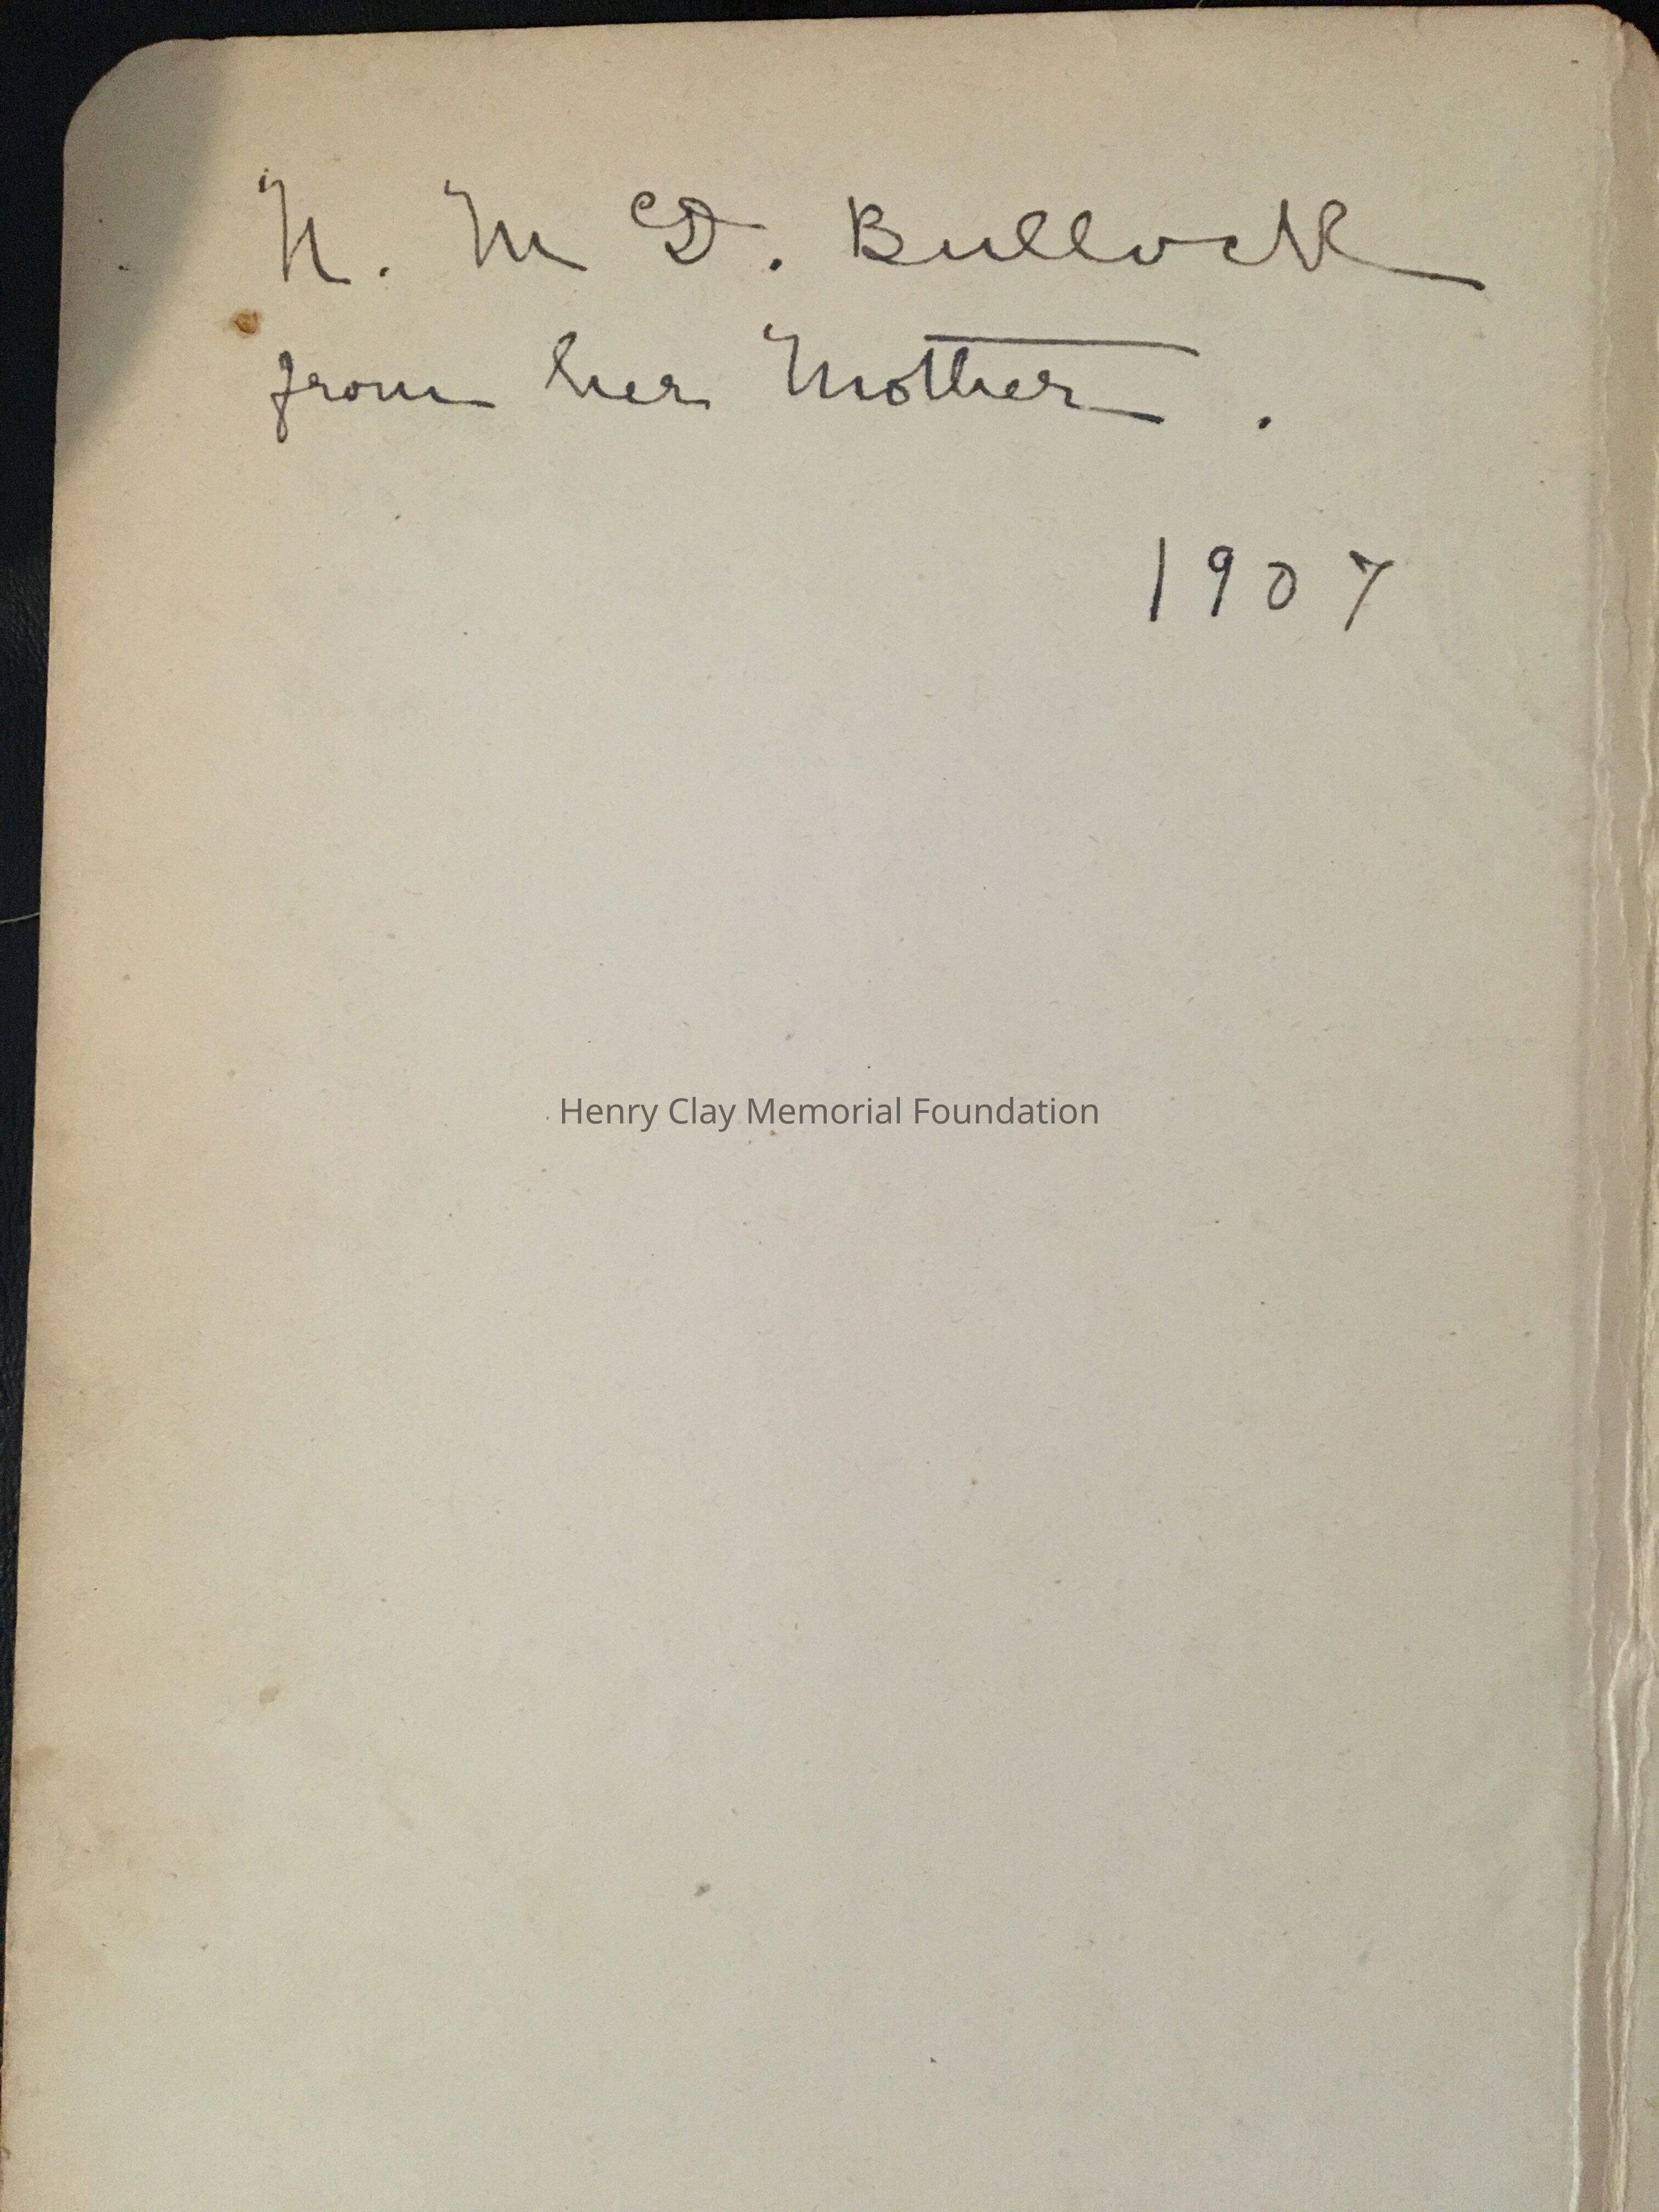 N. McD. Bullock
from her Mother.
1907
Henry Clay Memorial Foundation